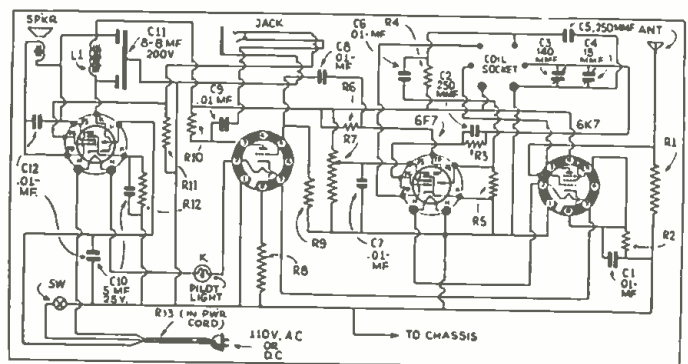 SPKR
C11
8-8 MF
200V
L1
JACK
C6
.01-MF
R4
C5, 250 MMF
ANT
C8
.01-MF
C9
.01 MF
R6
C2
250
MMF
COIL
SOCKET
C3
140
MMF
C4
15
MMF
6F7
6K7
R7
R3
R1
R10
C12
.01-
MF
R11
R12
R9
C7
.01-
MF
R5
R2
R8
C10
5 MF
25V.
K
PILOT
LIGHT
C1
.01-
MF
SW
R13 (IN PWR
CORD)
110V. AC
OR
DC
TO CHASSIS